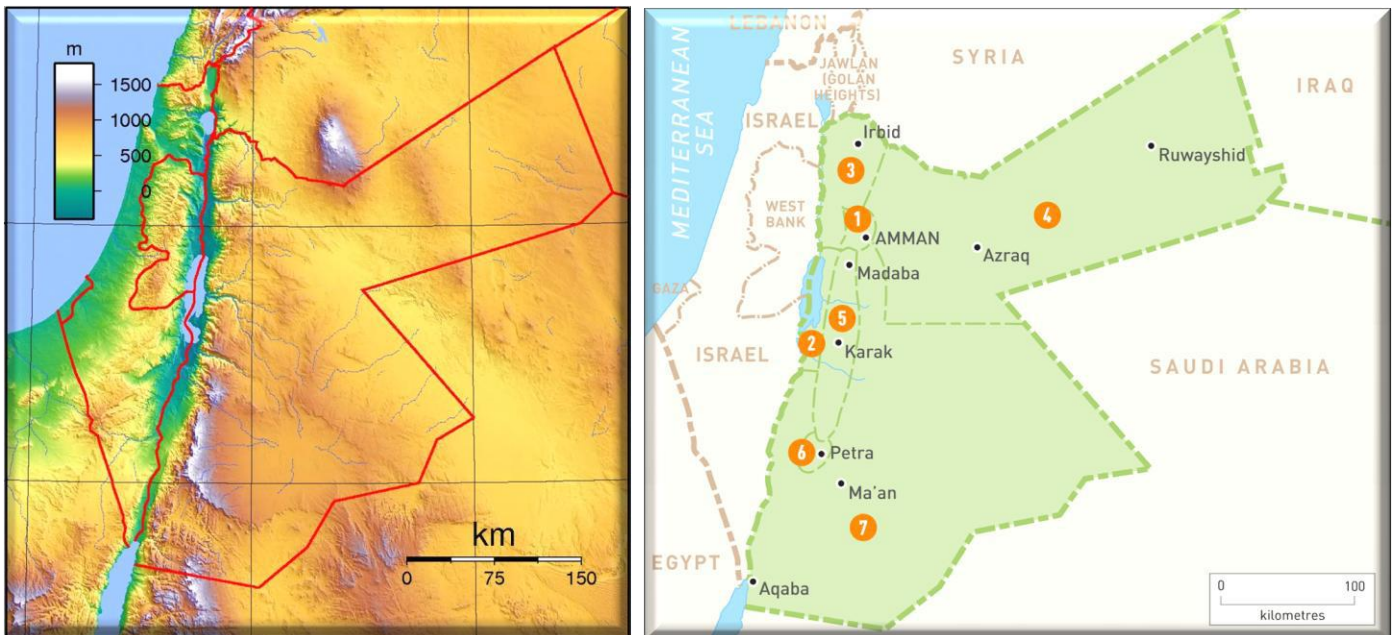 m
1500
1000
500
0
km
0 75 150
LEBANON
SYRIA
IRAQ
JAWLAN
(GOLAN
HEIGHTS)
MEDITERRANEAN
SEA
ISRAEL
Irbid
Ruwayshid
3
WEST
BANK
1
4
AMMAN
Azraq
Madaba
GAZA
5
2
ISRAEL
Karak
SAUDI ARABIA
6
Petra
Ma'an
7
EGYPT
Aqaba
0 100
kilometres